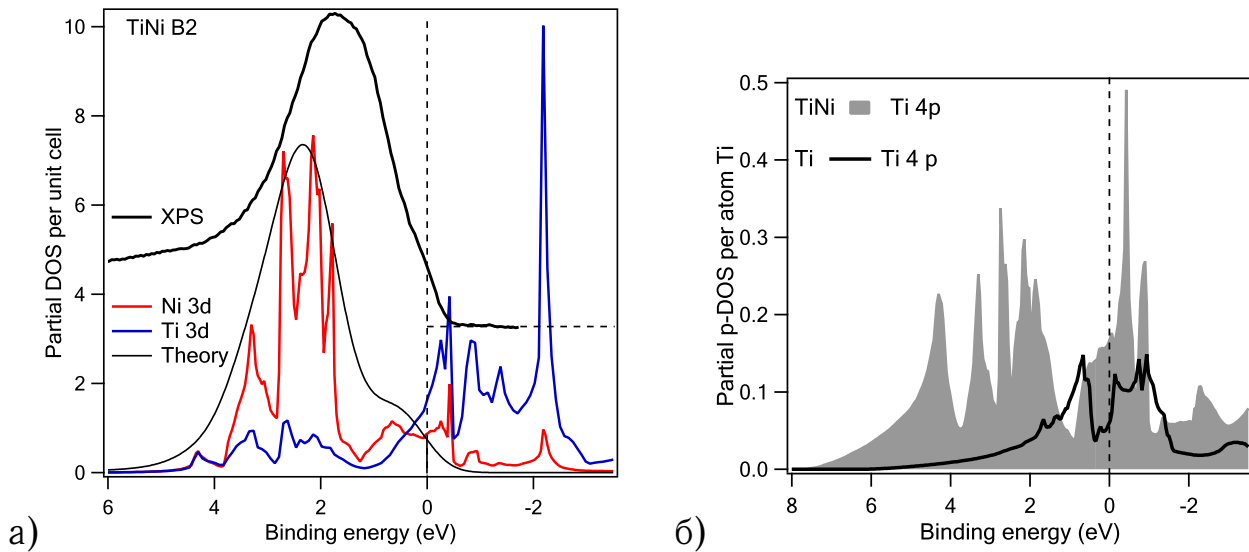 TiNi B2
Partial DOS per unit cell
10
8
6
4
2
0
XPS
Ni 3d
Ti 3d
Theory
6
4
2
0
-2
Binding energy (eV)
а)
Partial p-DOS per atom Ti
0.5
0.4
0.3
0.2
0.1
0.0
TiNi Ti 4p
Ti Ti 4 p
8
6
4
2
0
-2
Binding energy (eV)
б)